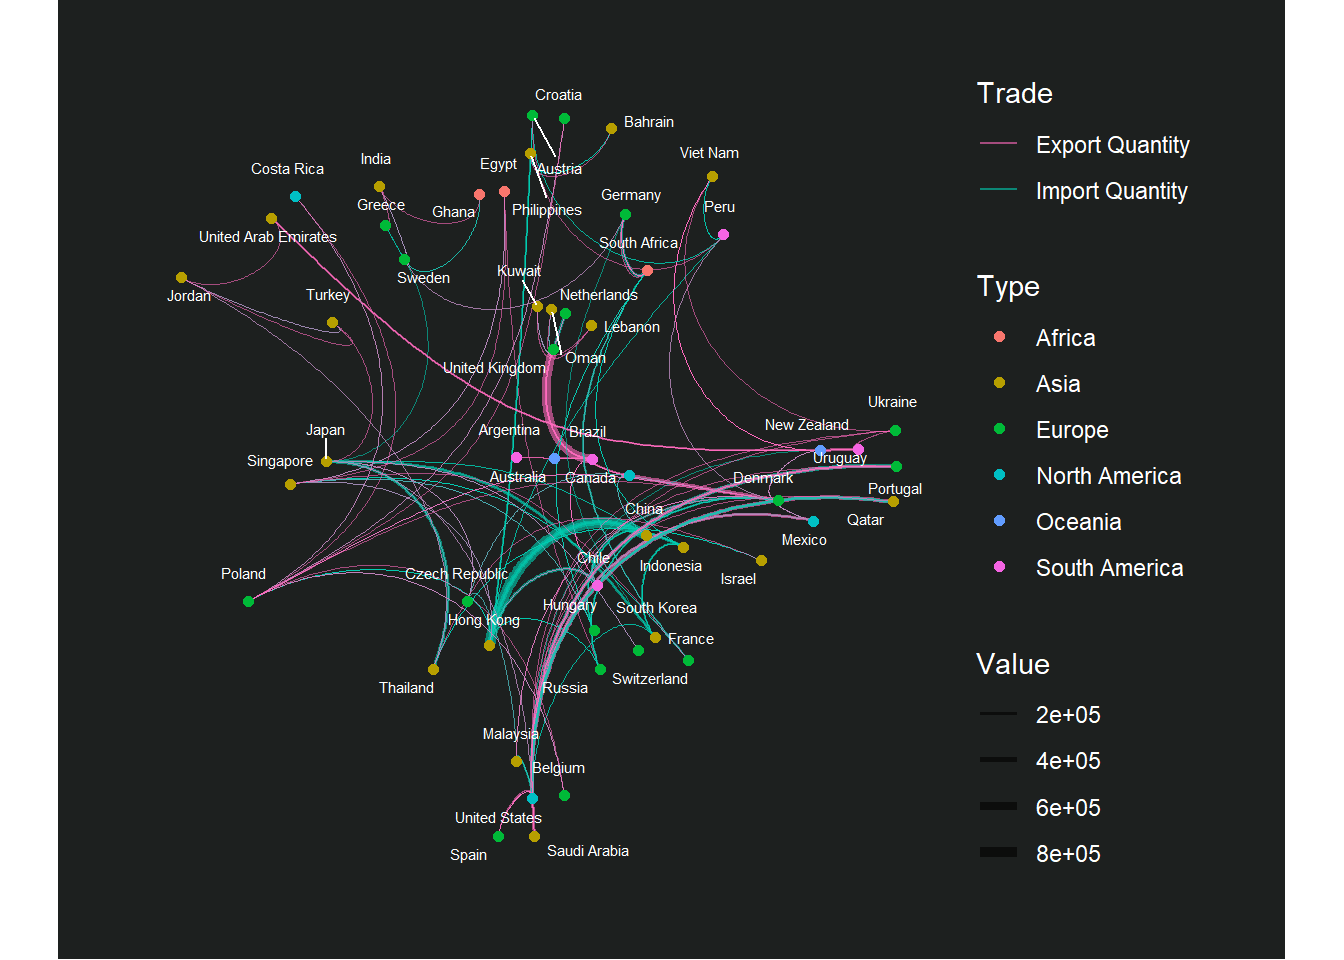 Croatia
Bahrain
Austria
Egypt
India
Costa Rica
Viet Nam
Philippines
Germany
Greece
Ghana
Peru
United Arab Emirates
South Africa
Sweden
Kuwait
Jordan
Turkey
Netherlands
Lebanon
Oman
United Kingdom
Ukraine
Japan
Argentina
Brazil
New Zealand
Singapore
Uruguay
Australia
Canada
Denmark
Portugal
China
Qatar
Mexico
Chile
Indonesia
Israel
Poland
Czech Republic
Hungary
South Korea
Hong Kong
France
Thailand
Russia
Switzerland
Malaysia
Belgium
United States
Spain
Saudi Arabia
Trade
Export Quantity
Import Quantity
Type
Africa
Asia
Europe
North America
Oceania
South America
Value
2e+05
4e+05
6e+05
8e+05